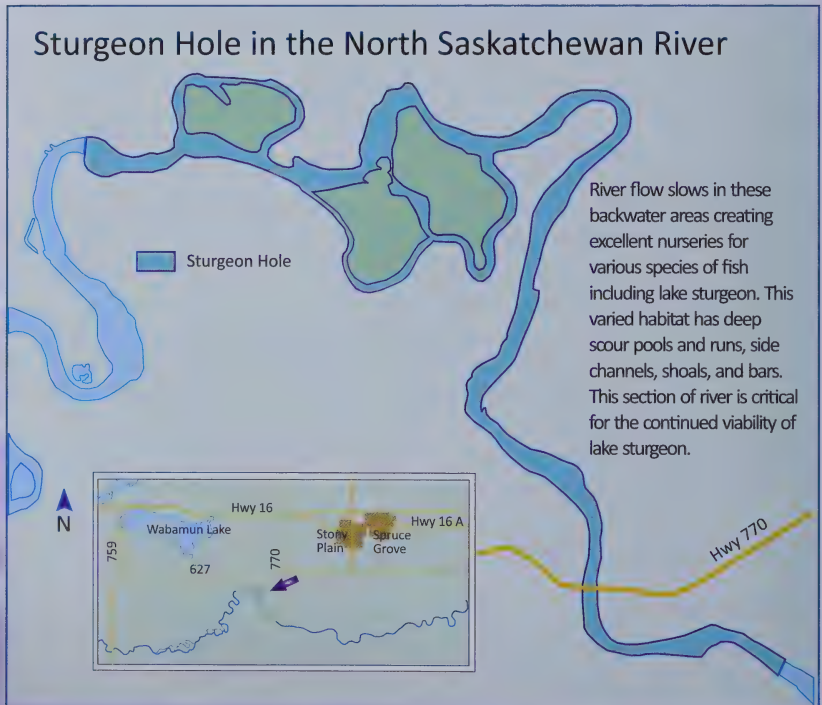 Sturgeon Hole in the North Saskatchewan River
River flow slows in these
backwater areas creating
excellent nurseries for
various species of fish
including lake sturgeon. This
varied habitat has deep
scour pools and runs, side
channels, shoals, and bars.
This section of river is critical
for the continued viability of
lake sturgeon.
Sturgeon Hole
N
Hwy 16
Wabamun Lake
Hwy 16 A
Stony
Plain
Spruce
Grove
759
627
770
Hwy 770